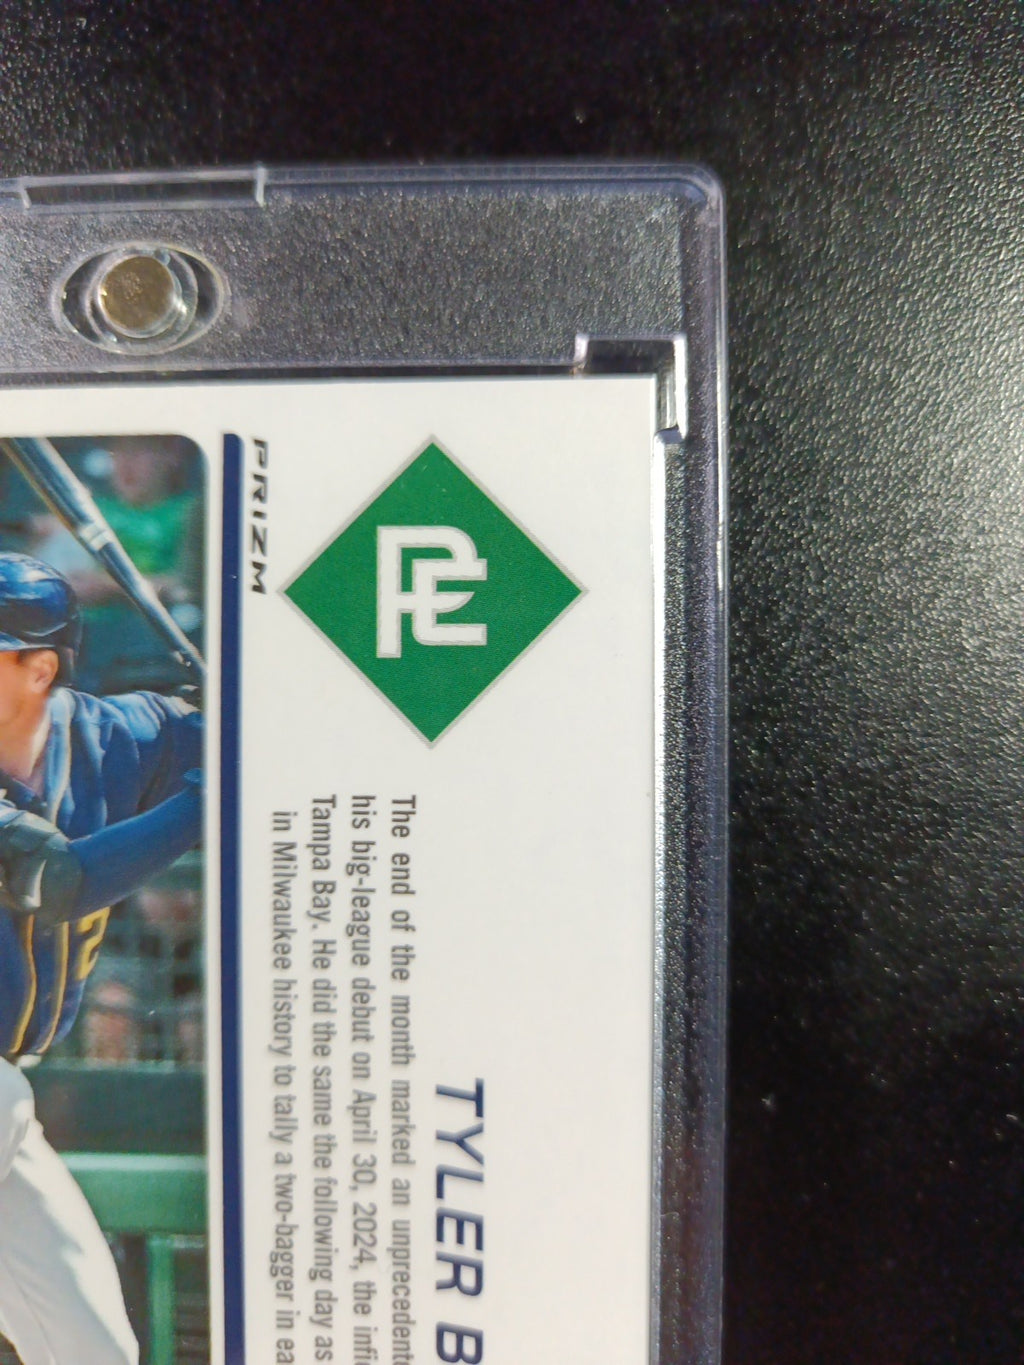 PRIZM
TYLER B
The end of the month marked an unprecedent
his big-league debut on April 30, 2024, the infi
Tampa Bay. He did the same the following day as
in Milwaukee history to tally a two-bagger in ea
2